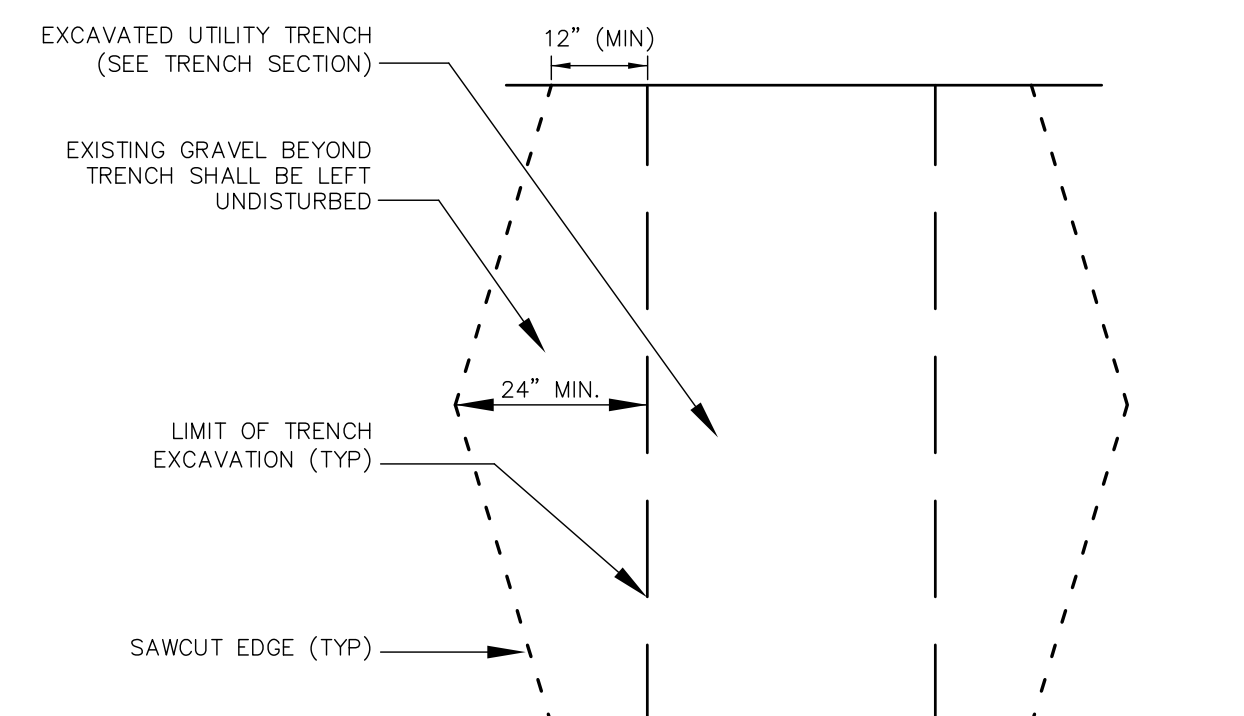 EXCAVATED UTILITY TRENCH
(SEE TRENCH SECTION)
12” (MIN)
EXISTING GRAVEL BEYOND
TRENCH SHALL BE LEFT
UNDISTURBED
24” MIN.
LIMIT OF TRENCH
EXCAVATION (TYP)
SAWCUT EDGE (TYP)